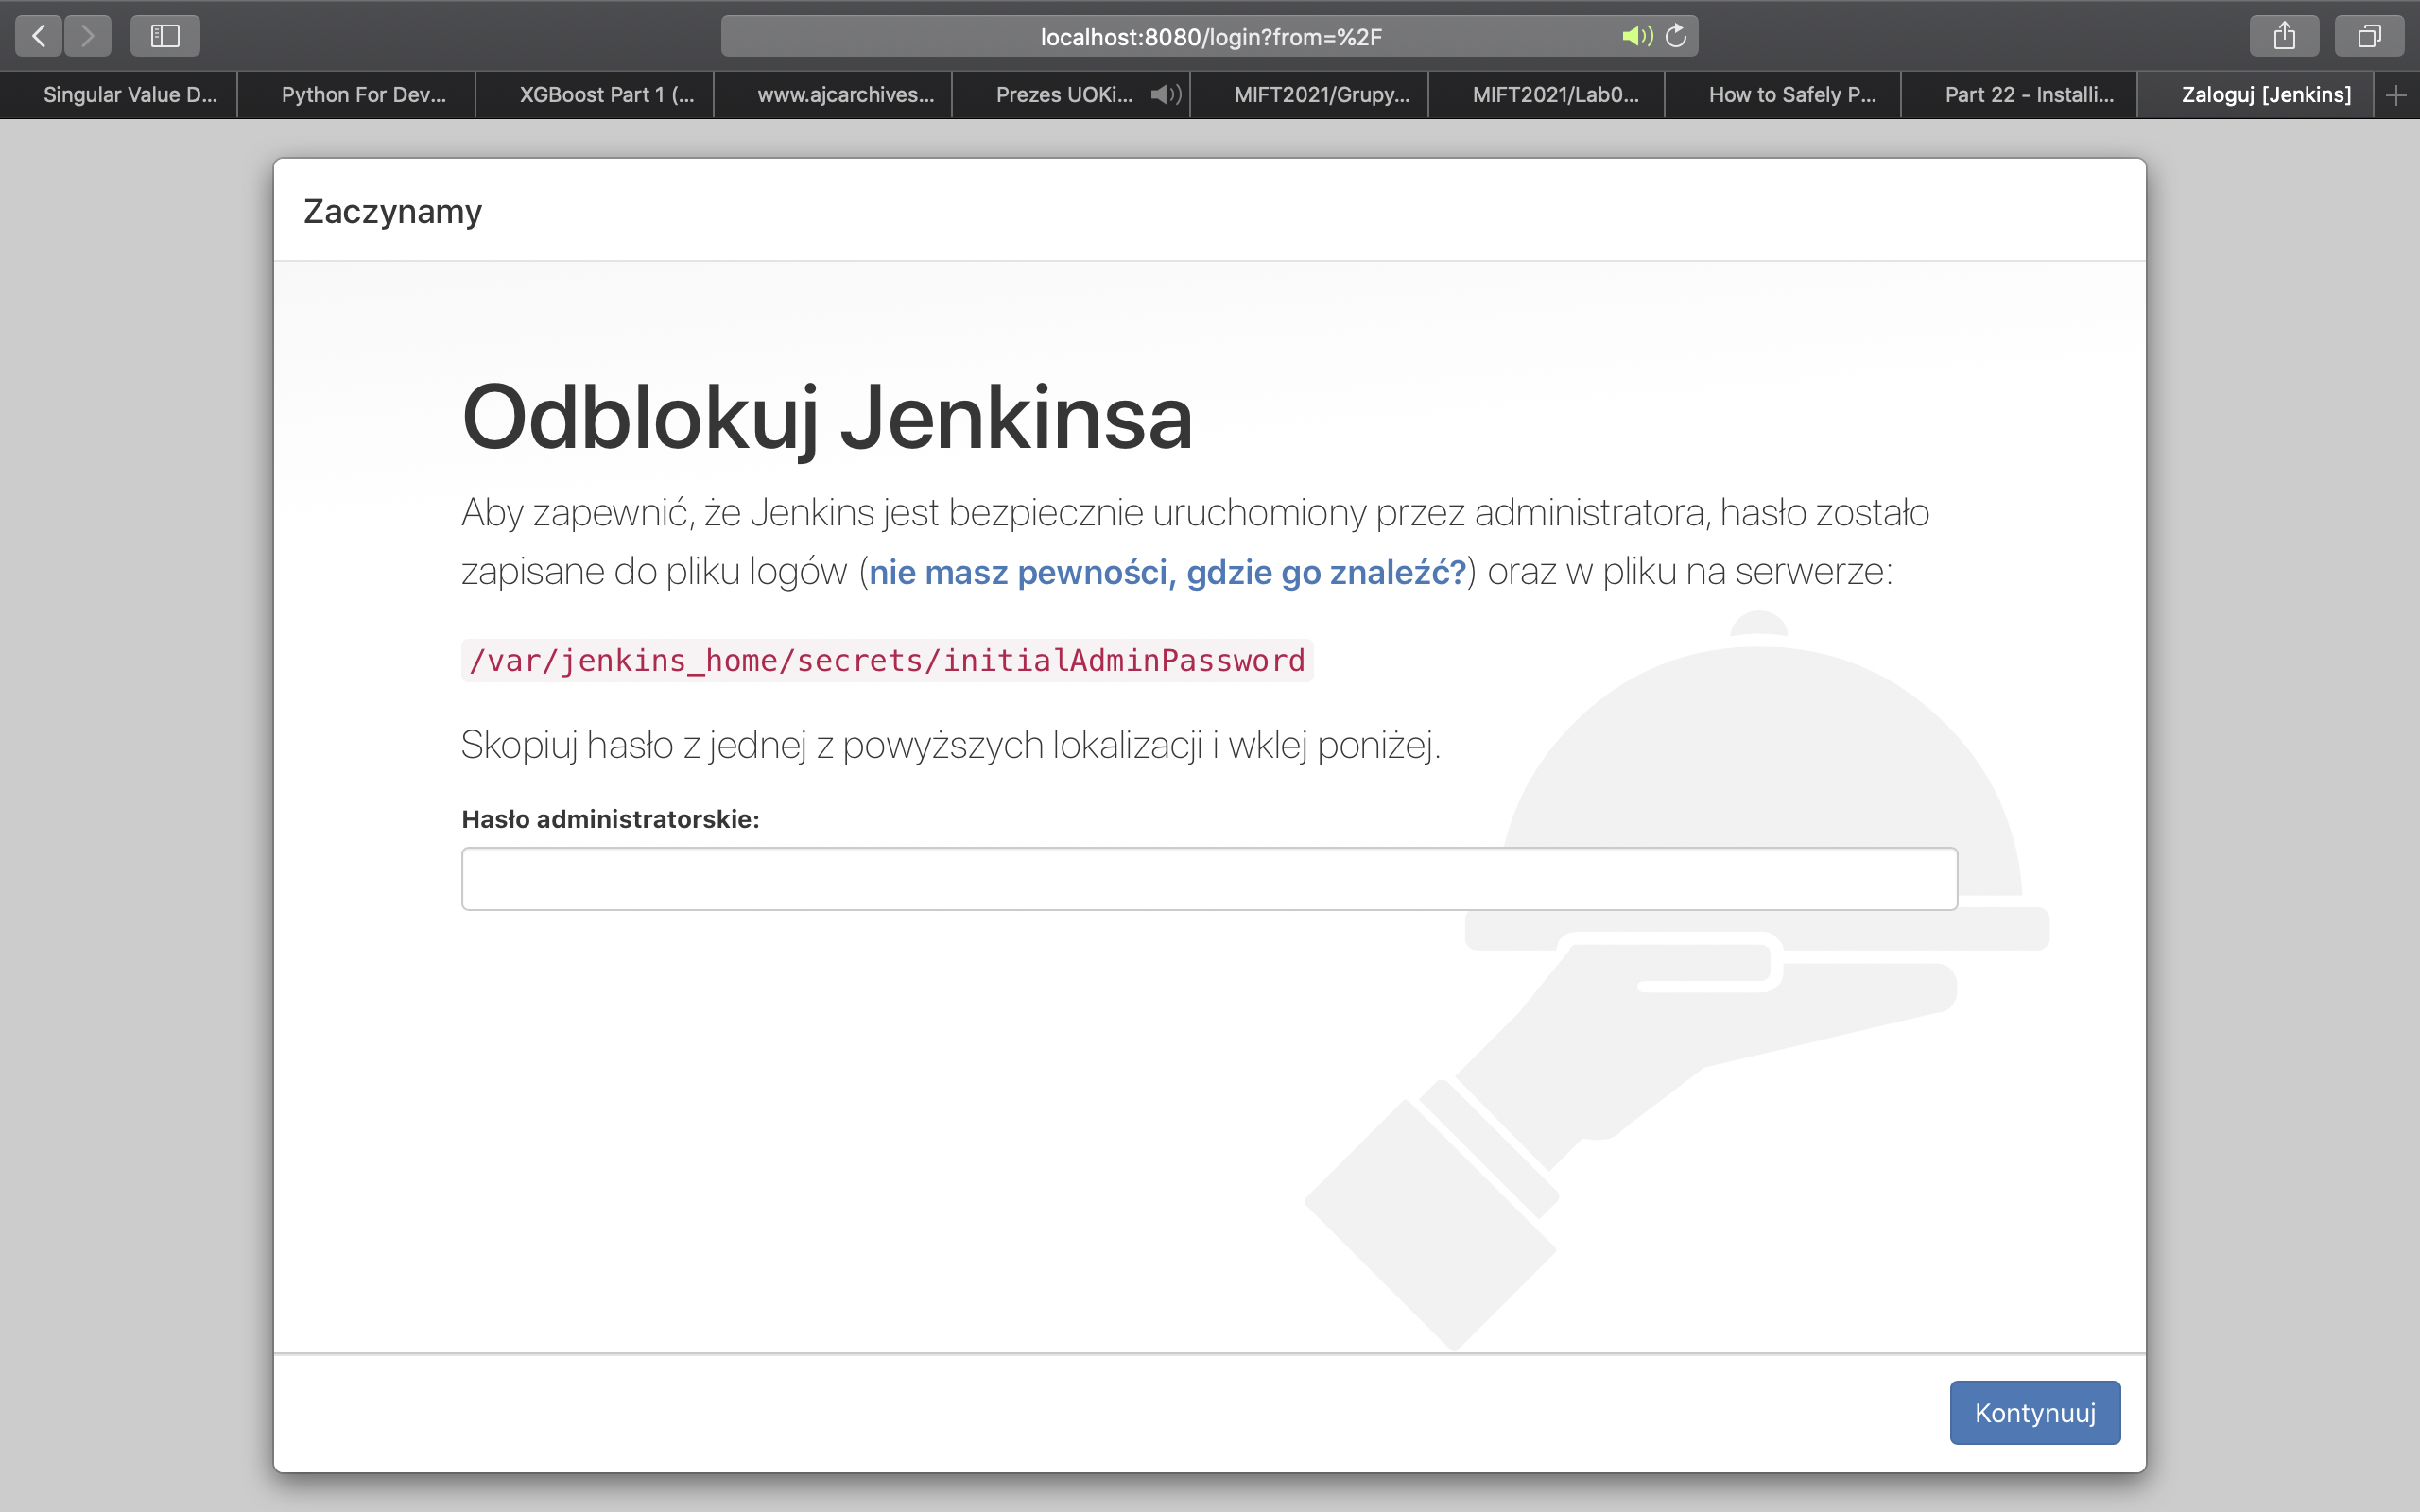 localhost:8080/login?from=%2F
Singular Value D...
Python For Dev...
XGBoost Part 1 (...
www.ajcarchives...
Prezes UOKi...
MIFT2021/Grupy...
MIFT2021/Lab0...
How to Safely P...
Part 22 - Installi...
Zaloguj [Jenkins]
Zaczynamy
Odblokuj Jenkinsa
Aby zapewnić, że Jenkins jest bezpiecznie uruchomiony przez administratora, hasło zostało
zapisane do pliku logów (nie masz pewności, gdzie go znaleźć?) oraz w pliku na serwerze:
/var/jenkins_home/secrets/initialAdminPassword
Skopiuj hasło z jednej z powyższych lokalizacji i wklej poniżej.
Hasło administratorskie:
Kontynuuj